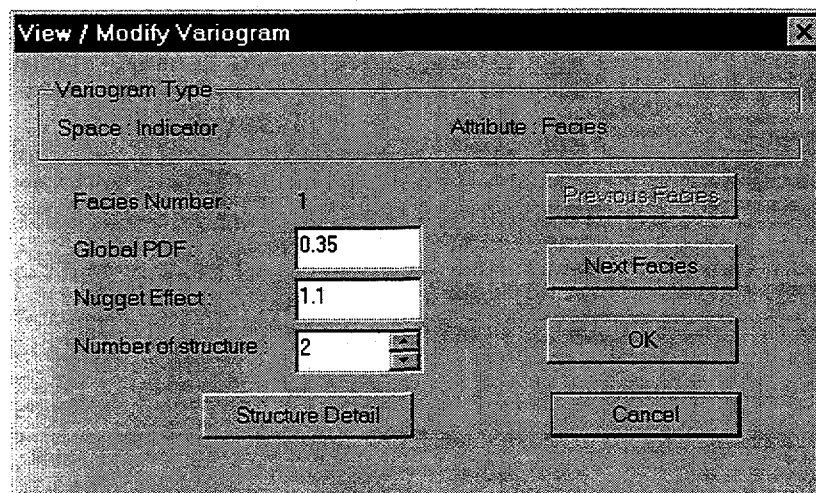 View / Modify Variogram
Variogram Type
Space : Indicator
Attribute : Facies
Facies Number : 1
Previous Facies
Global PDF : 0.35
Next Facies
Nugget Effect : 1.1
Number of structure : 2
OK
Structure Detail
Cancel